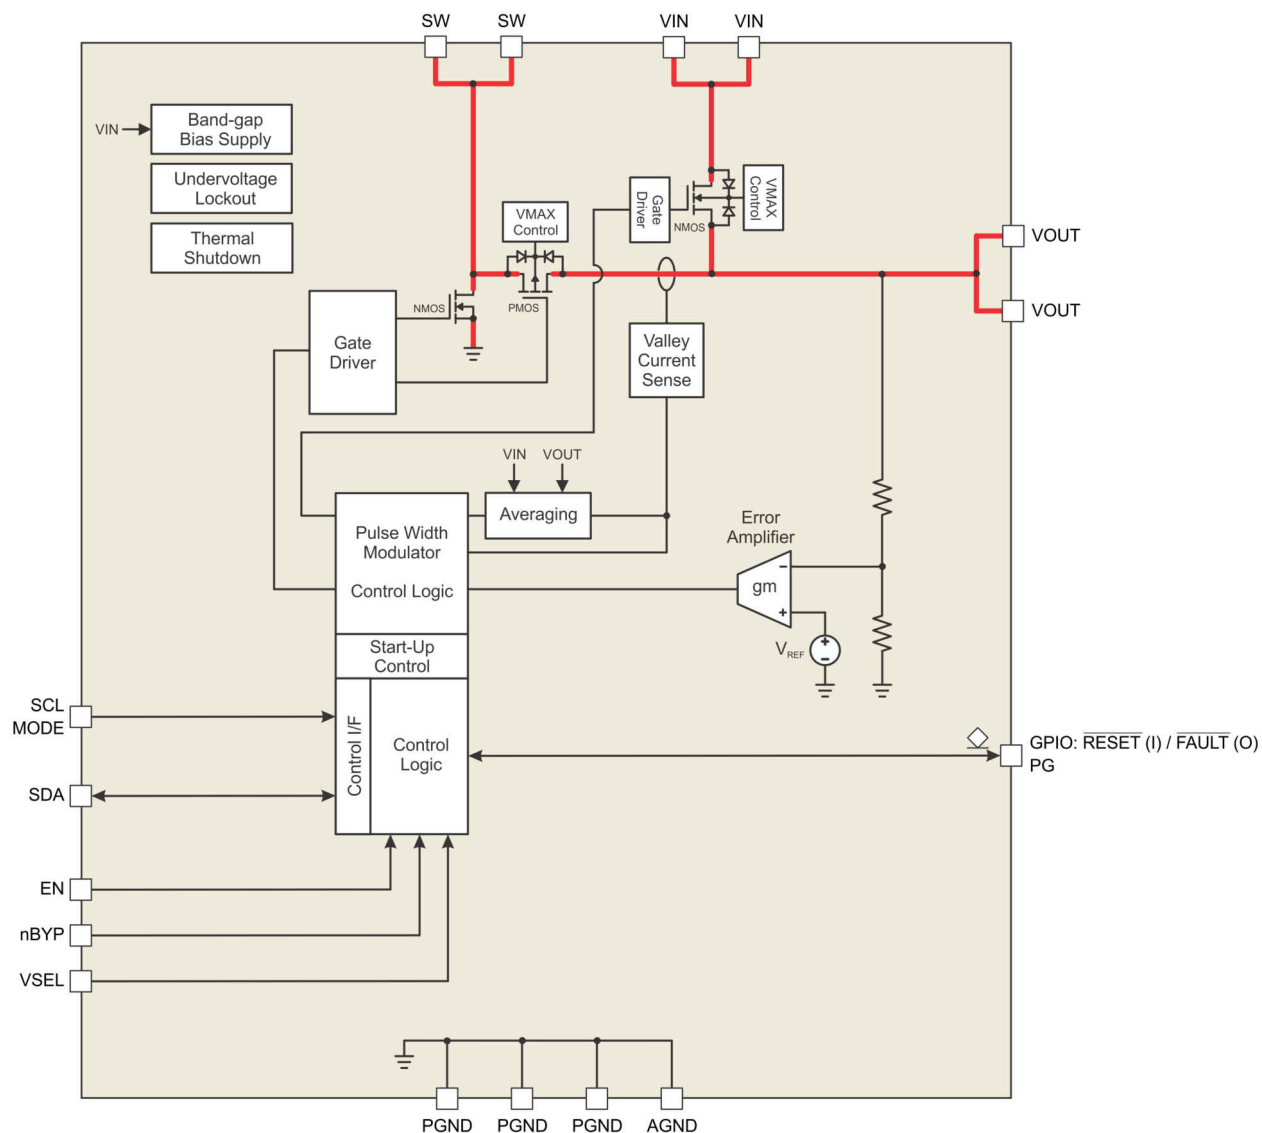 SW
SW
VIN
VIN
VIN
Band-gap
Bias Supply
Undervoltage
Lockout
Thermal
Shutdown
VMAX
Control
Gate
Driver
NMOS
VMAX
Control
VOUT
VOUT
NMOS
PMOS
Gate
Driver
Valley
Current
Sense
VIN
VOUT
Averaging
Pulse Width
Modulator
Control Logic
Error
Amplifier
gm
−
+
VREF
+
−
Start-Up
Control
Control I/F
Control
Logic
SCL
MODE
SDA
EN
nBYP
VSEL
GPIO: RESET (I) / FAULT (O)
PG
PGND
PGND
PGND
AGND